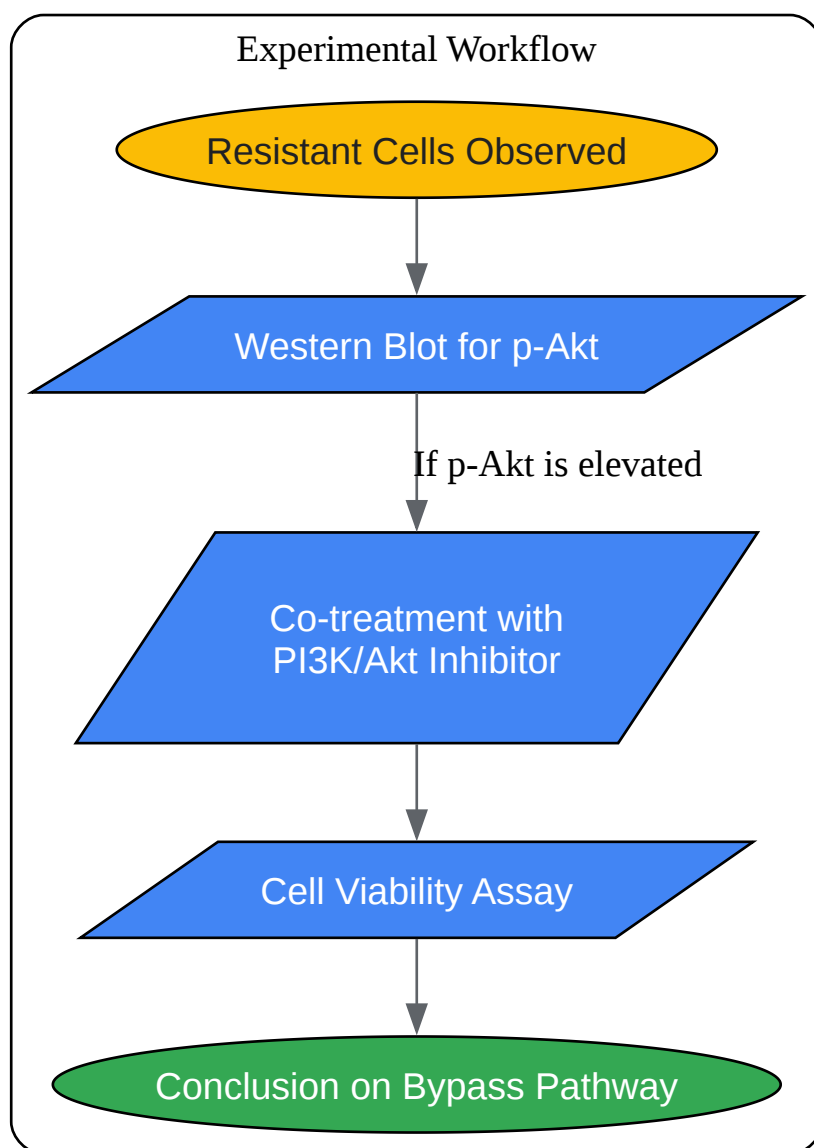 Experimental Workflow
Resistant Cells Observed
Western Blot for p-Akt
If p-Akt is elevated
Co-treatment with
PI3K/Akt Inhibitor
Cell Viability Assay
Conclusion on Bypass Pathway